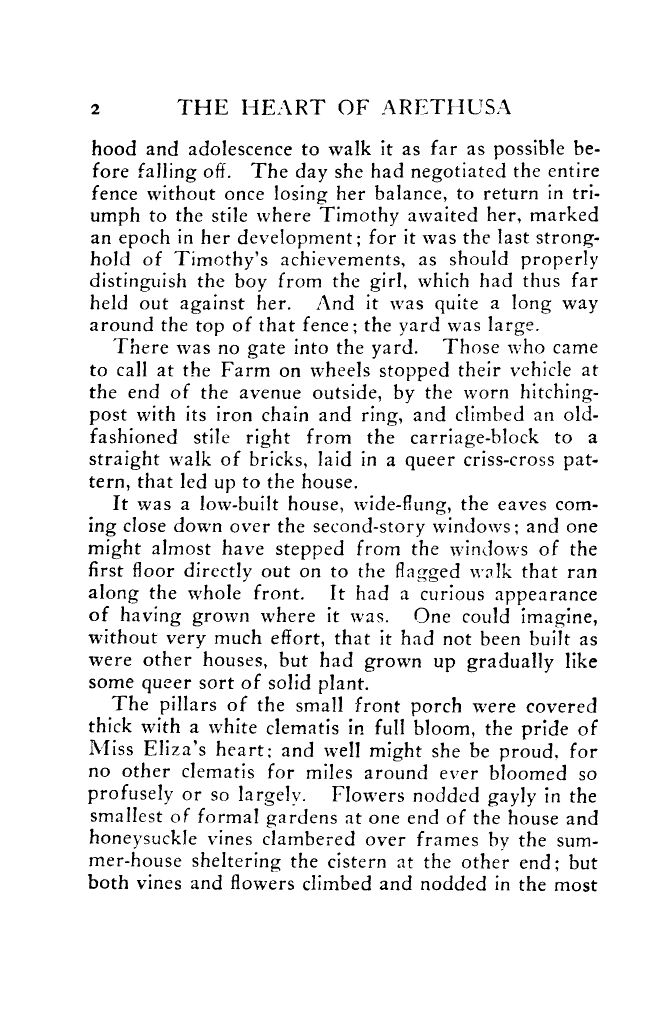 2 THE HEART OF ARETHUSA
hood and adolescence to walk it as far as possible be-
fore falling off. The day she had negotiated the entire
fence without once losing her balance, to return in tri-
umph to the stile where Timothy awaited her, marked
an epoch in her development; for it was the last strong-
hold of Timothy's achievements, as should properly
distinguish the boy from the girl, which had thus far
held out against her. And it was quite a long way
around the top of that fence; the yard was large.
There was no gate into the yard. Those who came
to call at the Farm on wheels stopped their vehicle at
the end of the avenue outside, by the worn hitching-
post with its iron chain and ring, and climbed an old-
fashioned stile right from the carriage-block to a
straight walk of bricks, laid in a queer criss-cross pat-
tern, that led up to the house.
It was a low-built house, wide-flung, the eaves com-
ing close down over the second-story windows; and one
might almost have stepped from the windows of the
first floor directly out on to the flagged walk that ran
along the whole front. It had a curious appearance
of having grown where it was. One could imagine,
without very much effort, that it had not been built as
were other houses, but had grown up gradually like
some queer sort of solid plant.
The pillars of the small front porch were covered
thick with a white clematis in full bloom, the pride of
Miss Eliza's heart; and well might she be proud, for
no other clematis for miles around ever bloomed so
profusely or so largely. Flowers nodded gayly in the
smallest of formal gardens at one end of the house and
honeysuckle vines clambered over frames by the sum-
mer-house sheltering the cistern at the other end; but
both vines and flowers climbed and nodded in the most